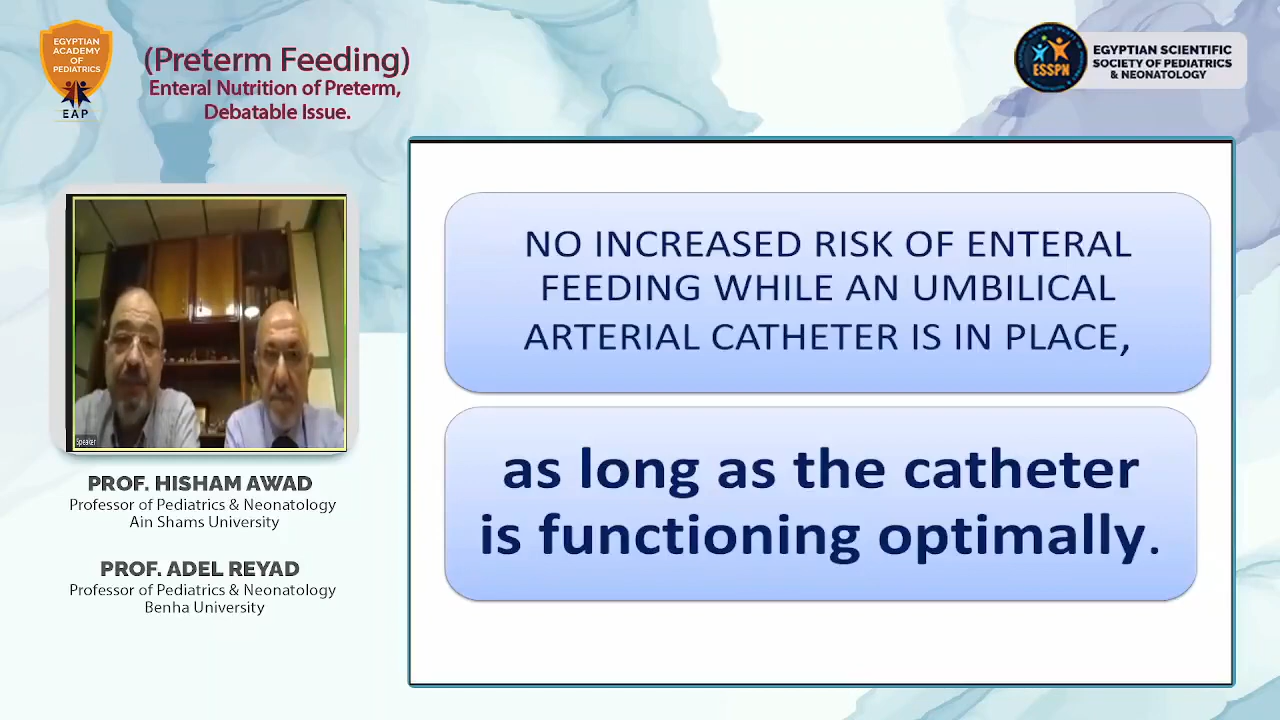 EGYPTIAN
ACADEMY
OF
PEDIATRICS
EAP
(Preterm Feeding)
Enteral Nutrition of Preterm,
Debatable Issue.
ESSPN
EGYPTIAN SCIENTIFIC
SOCIETY OF PEDIATRICS
& NEONATOLOGY
Speaker
PROF. HISHAM AWAD
Professor of Pediatrics & Neonatology
Ain Shams University
PROF. ADEL REYAD
Professor of Pediatrics & Neonatology
Benha University
NO INCREASED RISK OF ENTERAL
FEEDING WHILE AN UMBILICAL
ARTERIAL CATHETER IS IN PLACE,
as long as the catheter
is functioning optimally.